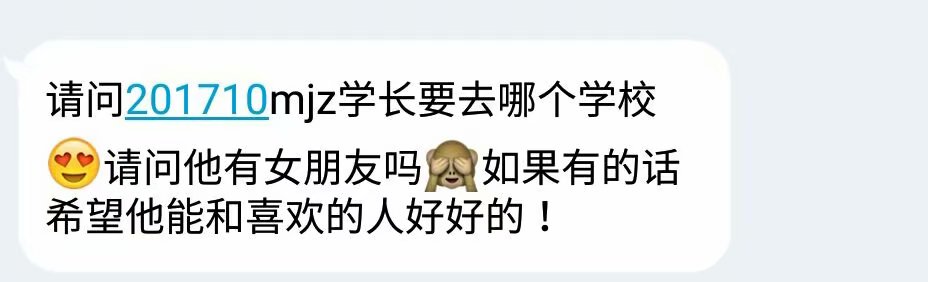 请问201710mjz学长要去哪个学校
😍请问他有女朋友吗🙈如果有的话
希望他能和喜欢的人好好的！